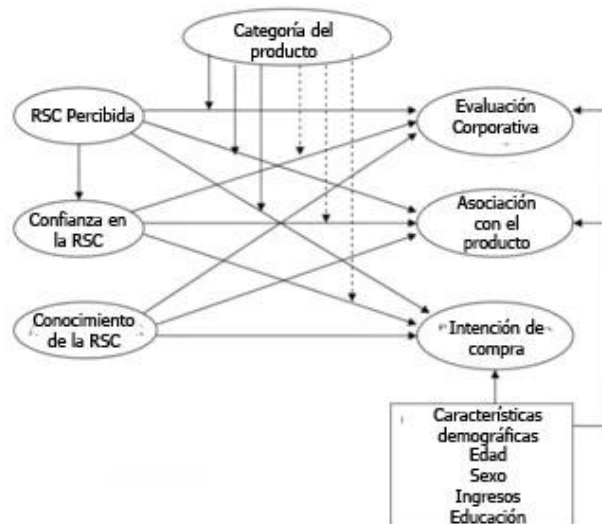 Categoría del
producto
RSC Percibida
Evaluación
Corporativa
Confianza en
la RSC
Asociación
con el
producto
Conocimiento
de la RSC
Intención de
compra
Características
demográficas
Edad
Sexo
Ingresos
Educación